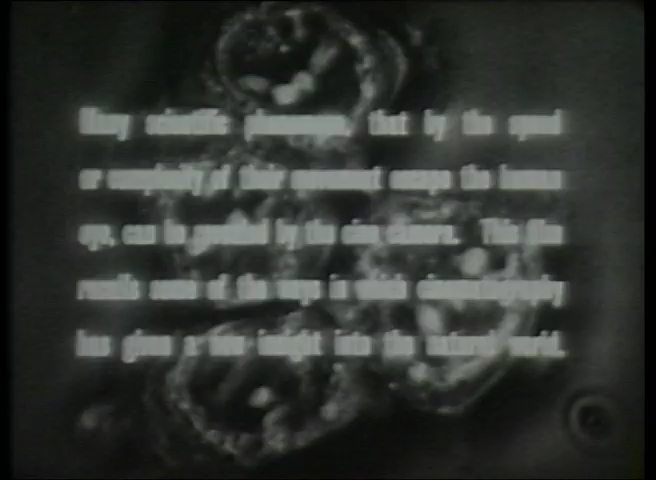 Many scientific phenomena, that by the speed
or complexity of their movement escape the human
eye, can be by the cine camera. This film
recalls some of the ways in which cinematography
has given a new insight into the natural world.